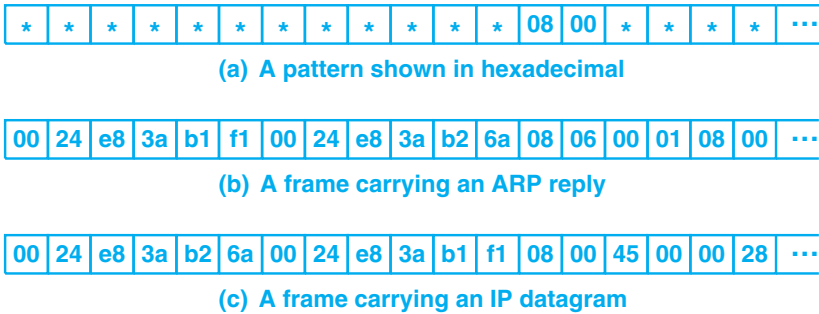 * * * * * * * * * * * * 08 00 * * * * ...
(a) A pattern shown in hexadecimal
00 24 e8 3a b1 f1 00 24 e8 3a b2 6a 08 06 00 01 08 00 ...
(b) A frame carrying an ARP reply
00 24 e8 3a b2 6a 00 24 e8 3a b1 f1 08 00 45 00 00 28 ...
(c) A frame carrying an IP datagram